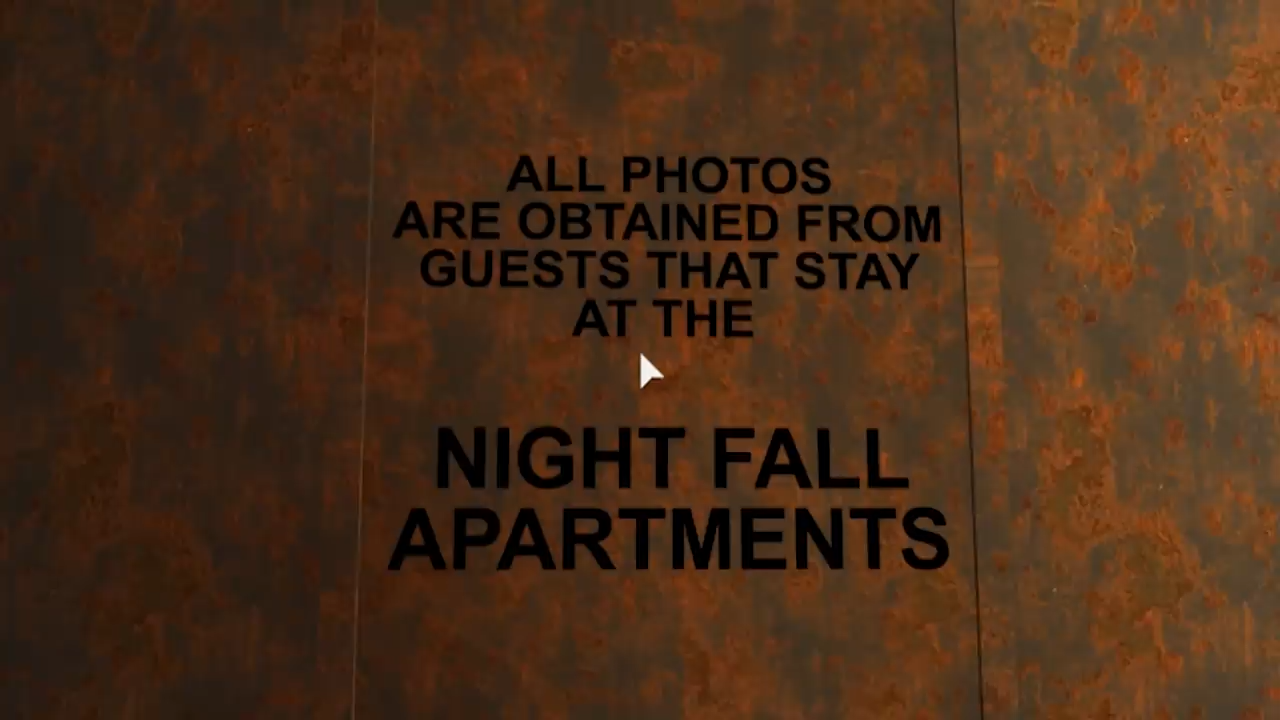 ALL PHOTOS
ARE OBTAINED FROM
GUESTS THAT STAY
AT THE
NIGHT FALL
APARTMENTS